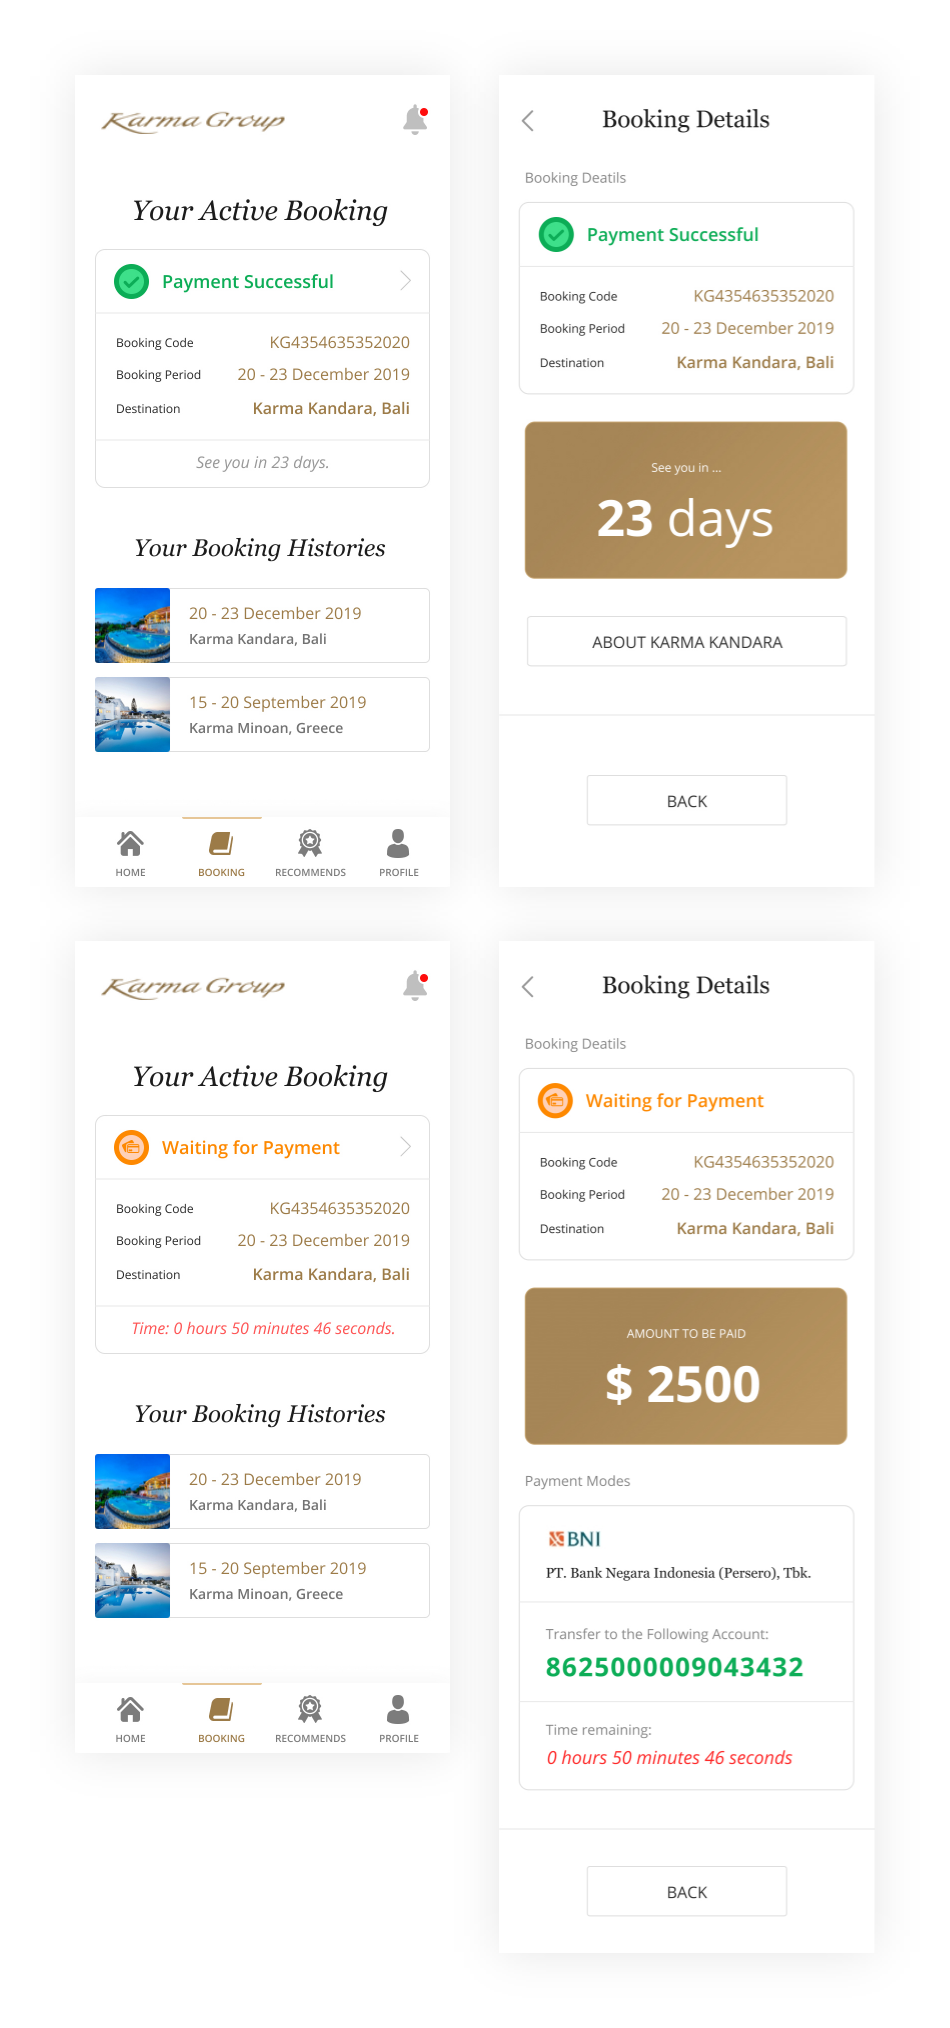 Karma Group
Your Active Booking
Payment Successful
Booking Code KG4354635352020
Booking Period 20 - 23 December 2019
Destination Karma Kandara, Bali
See you in 23 days.
Your Booking Histories
20 - 23 December 2019
Karma Kandara, Bali
15 - 20 September 2019
Karma Minoan, Greece
HOME BOOKING RECOMMENDS PROFILE
Booking Details
Booking Deatils
Payment Successful
Booking Code KG4354635352020
Booking Period 20 - 23 December 2019
Destination Karma Kandara, Bali
See you in ...
23 days
ABOUT KARMA KANDARA
BACK
Karma Group
Your Active Booking
Waiting for Payment
Booking Code KG4354635352020
Booking Period 20 - 23 December 2019
Destination Karma Kandara, Bali
Time: 0 hours 50 minutes 46 seconds.
Your Booking Histories
20 - 23 December 2019
Karma Kandara, Bali
15 - 20 September 2019
Karma Minoan, Greece
HOME BOOKING RECOMMENDS PROFILE
Booking Details
Booking Deatils
Waiting for Payment
Booking Code KG4354635352020
Booking Period 20 - 23 December 2019
Destination Karma Kandara, Bali
AMOUNT TO BE PAID
$ 2500
Payment Modes
BNI
PT. Bank Negara Indonesia (Persero), Tbk.
Transfer to the Following Account:
8625000009043432
Time remaining:
0 hours 50 minutes 46 seconds
BACK